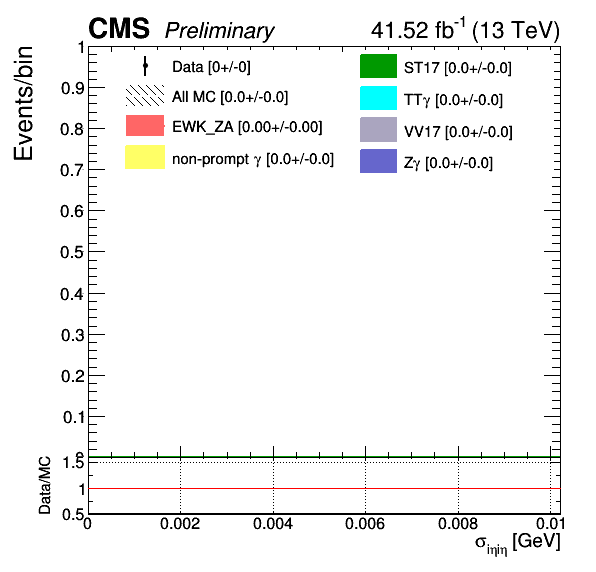 CMS Preliminary 41.52 fb⁻¹ (13 TeV)
Events/bin
1
0.9
0.8
0.7
0.6
0.5
0.4
0.3
0.2
0.1
Data [0+/-0]
All MC [0.0+/-0.0]
EWK_ZA [0.00+/-0.00]
non-prompt γ [0.0+/-0.0]
ST17 [0.0+/-0.0]
TTγ [0.0+/-0.0]
VV17 [0.0+/-0.0]
Zγ [0.0+/-0.0]
Data/MC
1.5
1
0.5
0 0.002 0.004 0.006 0.008 0.01
σiηiη [GeV]